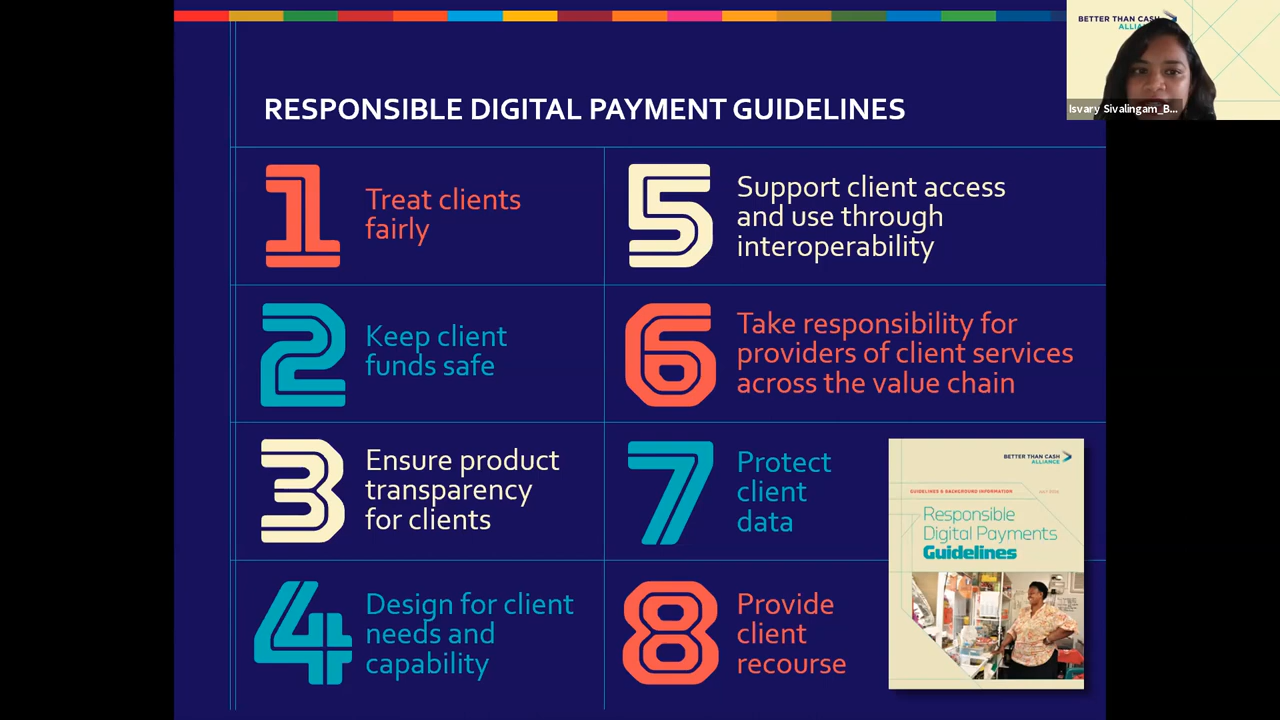 RESPONSIBLE DIGITAL PAYMENT GUIDELINES
1
Treat clients
fairly
2
Keep client
funds safe
3
Ensure product
transparency
for clients
4
Design for client
needs and
capability
5
Support client access
and use through
interoperability
6
Take responsibility for
providers of client services
across the value chain
7
Protect
client
data
8
Provide
client
recourse
BETTER THAN CASH
ALLIANCE
GUIDELINES & BACKGROUND INFORMATION
Responsible
Digital Payments
Guidelines
BETTER THAN CASH
Isvary Sivalingam_B...